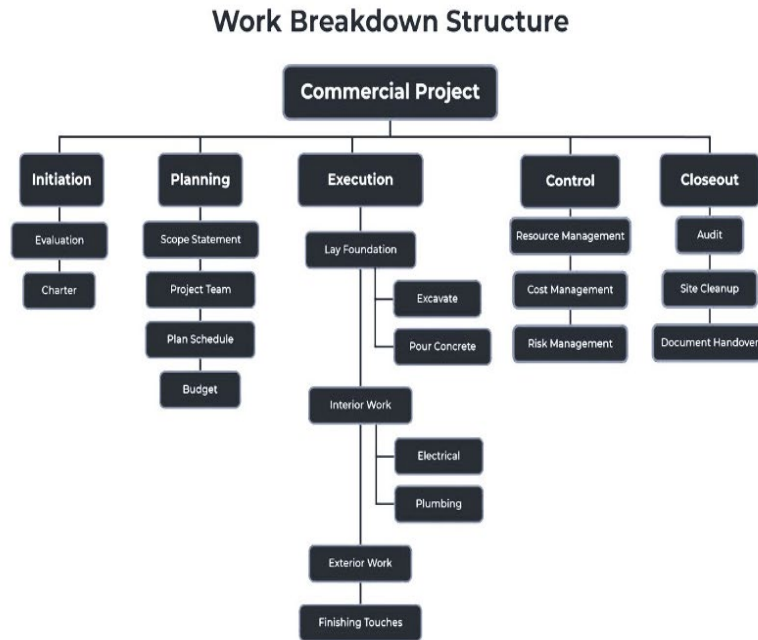 Work Breakdown Structure
Commercial Project
Initiation
Evaluation
Charter
Planning
Scope Statement
Project Team
Plan Schedule
Budget
Execution
Lay Foundation
Excavate
Pour Concrete
Interior Work
Electrical
Plumbing
Exterior Work
Finishing Touches
Control
Resource Management
Cost Management
Risk Management
Closeout
Audit
Site Cleanup
Document Handover